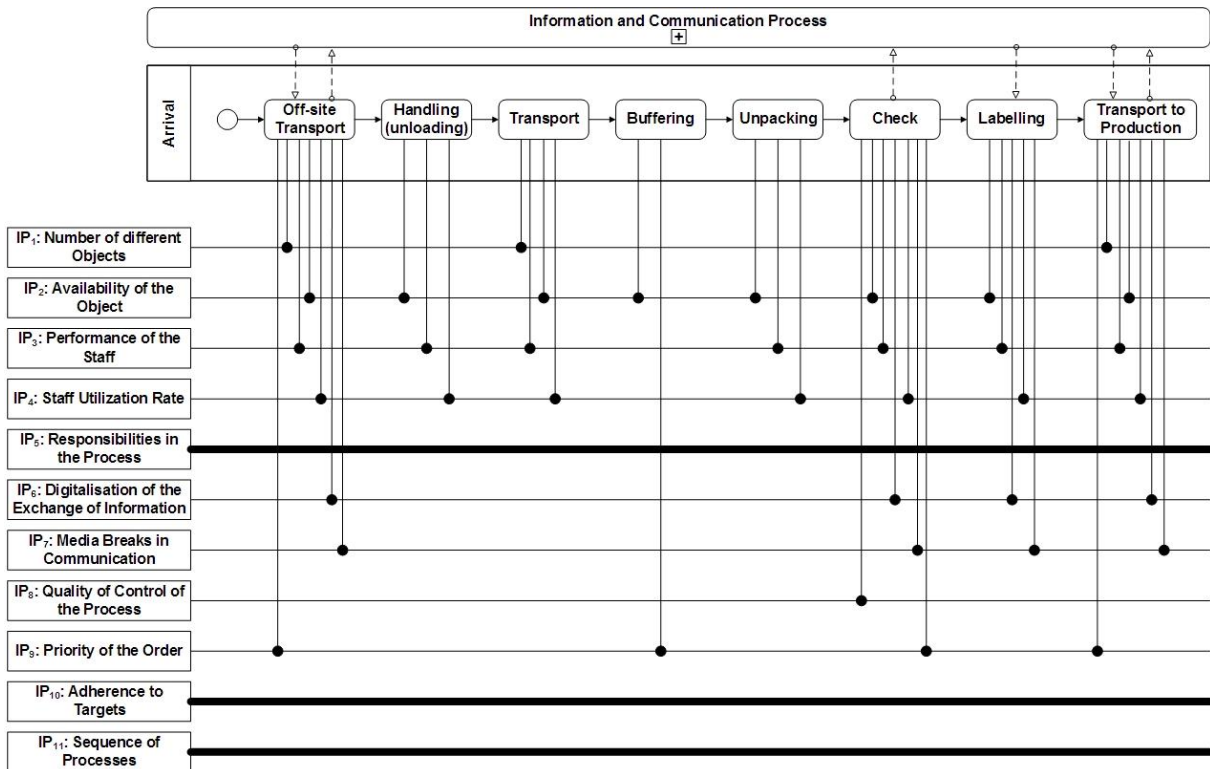 Information and Communication Process
+
Arrival
Off-site
Transport
Handling
(unloading)
Transport
Buffering
Unpacking
Check
Labelling
Transport to
Production
IP₁: Number of different
Objects
IP₂: Availability of the
Object
IP₃: Performance of the
Staff
IP₄: Staff Utilization Rate
IP₅: Responsibilities in
the Process
IP₆: Digitalisation of the
Exchange of Information
IP₇: Media Breaks in
Communication
IP₈: Quality of Control of
the Process
IP₉: Priority of the Order
IP₁₀: Adherence to
Targets
IP₁₁: Sequence of
Processes